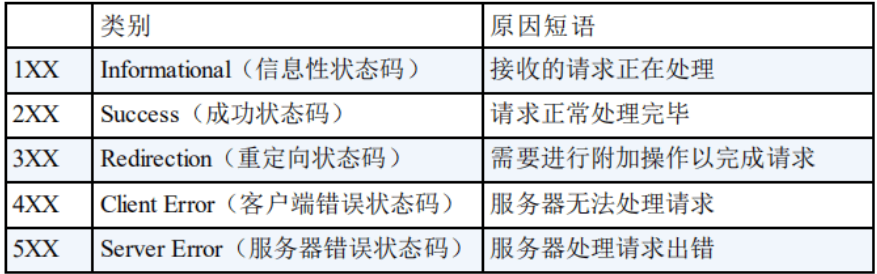 类别 原因短语
1XX Informational（信息性状态码） 接收的请求正在处理
2XX Success（成功状态码） 请求正常处理完毕
3XX Redirection（重定向状态码） 需要进行附加操作以完成请求
4XX Client Error（客户端错误状态码） 服务器无法处理请求
5XX Server Error（服务器错误状态码） 服务器处理请求出错